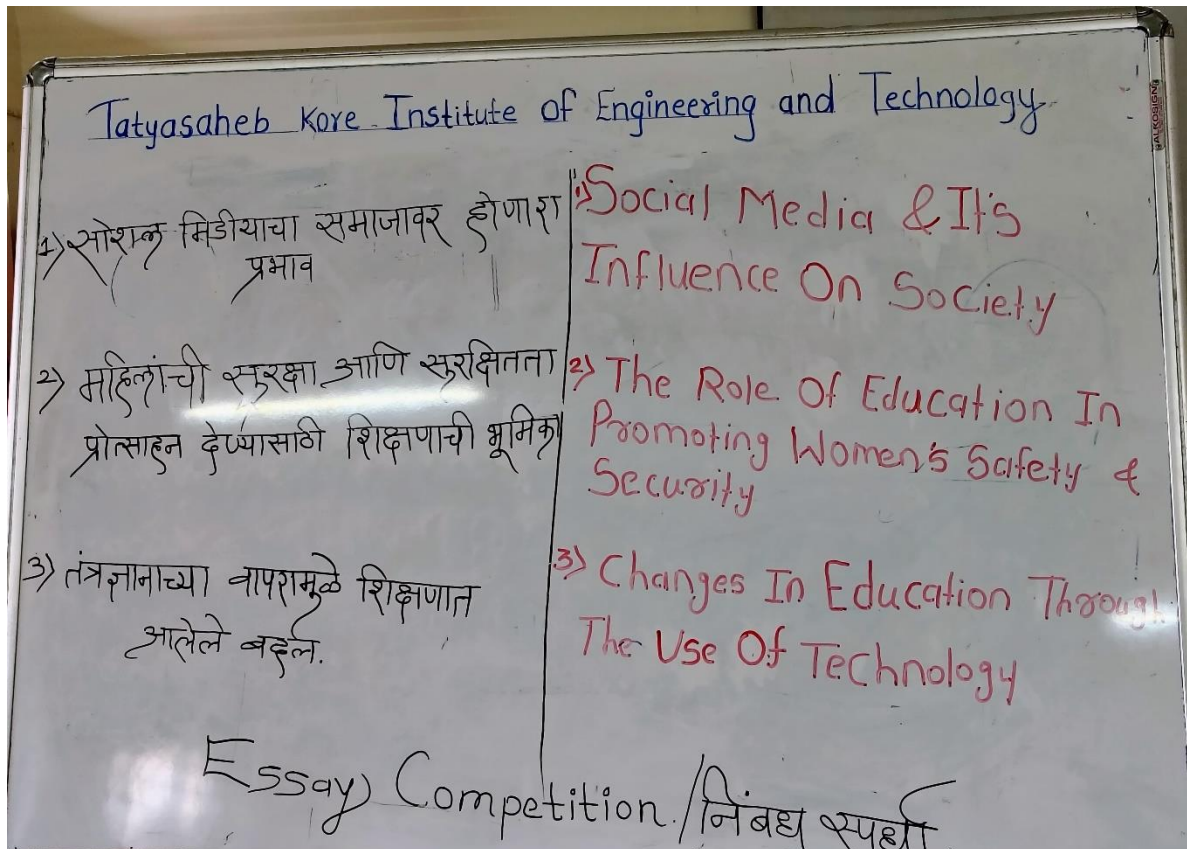 Tatyasaheb Kore Institute of Engineering and Technology
1) सोशल मिडीयाचा समाजावर होणारा
प्रभाव
2) महिलांची सुरक्षा आणि सुरक्षितता
प्रोत्साहन देण्यासाठी शिक्षणाची भूमिका
3) तंत्रज्ञानाच्या वापरामुळे शिक्षणात
आलेले बदल.
1) Social Media & It's
Influence On Society
2) The Role Of Education In
Promoting Women's Safety &
Security
3) Changes In Education Through
The Use Of Technology
Essay Competition / निबंध स्पर्धा
ALKOSIGN